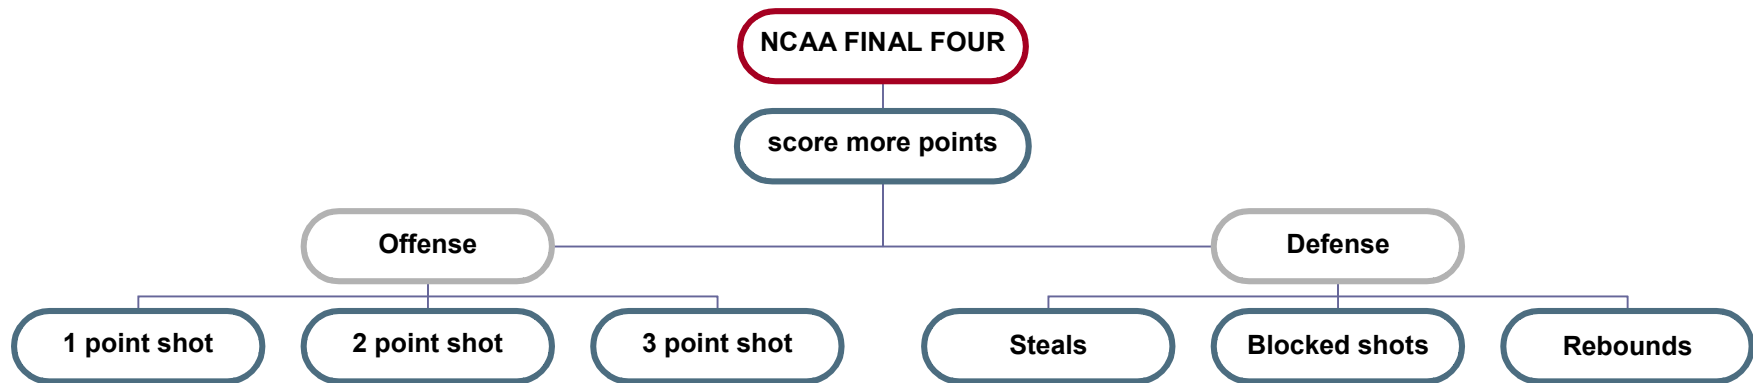 NCAA FINAL FOUR
score more points
Offense
Defense
1 point shot
2 point shot
3 point shot
Steals
Blocked shots
Rebounds